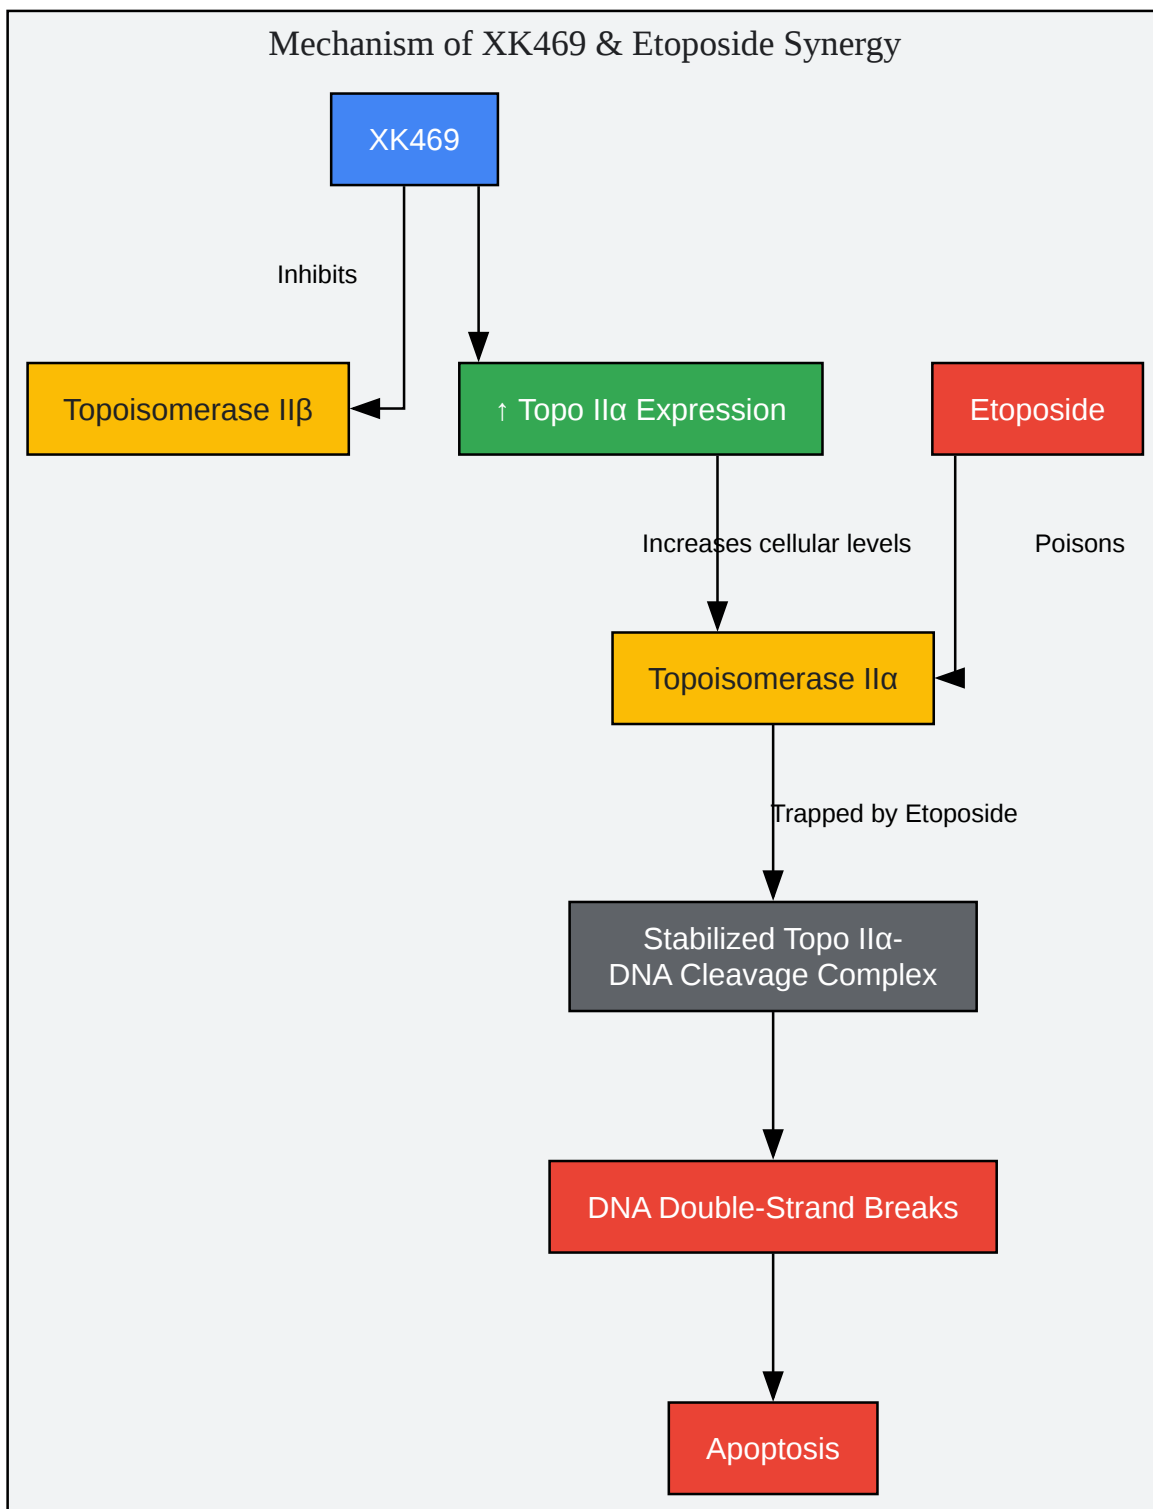 Mechanism of XK469 & Etoposide Synergy
XK469
Inhibits
Topoisomerase IIβ
↑ Topo IIα Expression
Etoposide
Increases cellular levels
Poisons
Topoisomerase IIα
Trapped by Etoposide
Stabilized Topo IIα-
DNA Cleavage Complex
DNA Double-Strand Breaks
Apoptosis